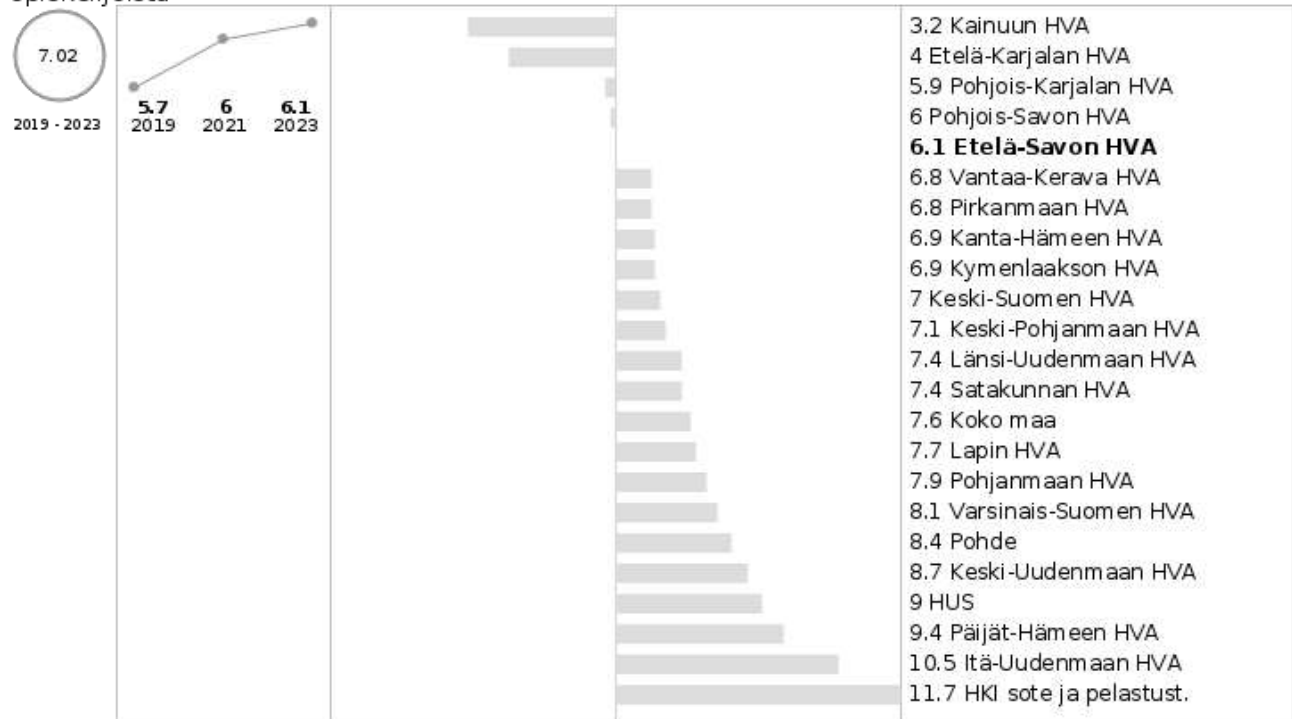 7.02
2019 - 2023
5.7 6 6.1
2019 2021 2023
3.2 Kainuun HVA
4 Etelä-Karjalan HVA
5.9 Pohjois-Karjalan HVA
6 Pohjois-Savon HVA
6.1 Etelä-Savon HVA
6.8 Vantaa-Kerava HVA
6.8 Pirkanmaan HVA
6.9 Kanta-Hämeen HVA
6.9 Kymenlaakson HVA
7 Keski-Suomen HVA
7.1 Keski-Pohjanmaan HVA
7.4 Länsi-Uudenmaan HVA
7.4 Satakunnan HVA
7.6 Koko maa
7.7 Lapin HVA
7.9 Pohjanmaan HVA
8.1 Varsinais-Suomen HVA
8.4 Pohde
8.7 Keski-Uudenmaan HVA
9 HUS
9.4 Päijät-Hämeen HVA
10.5 Itä-Uudenmaan HVA
11.7 HKI sote ja pelastust.